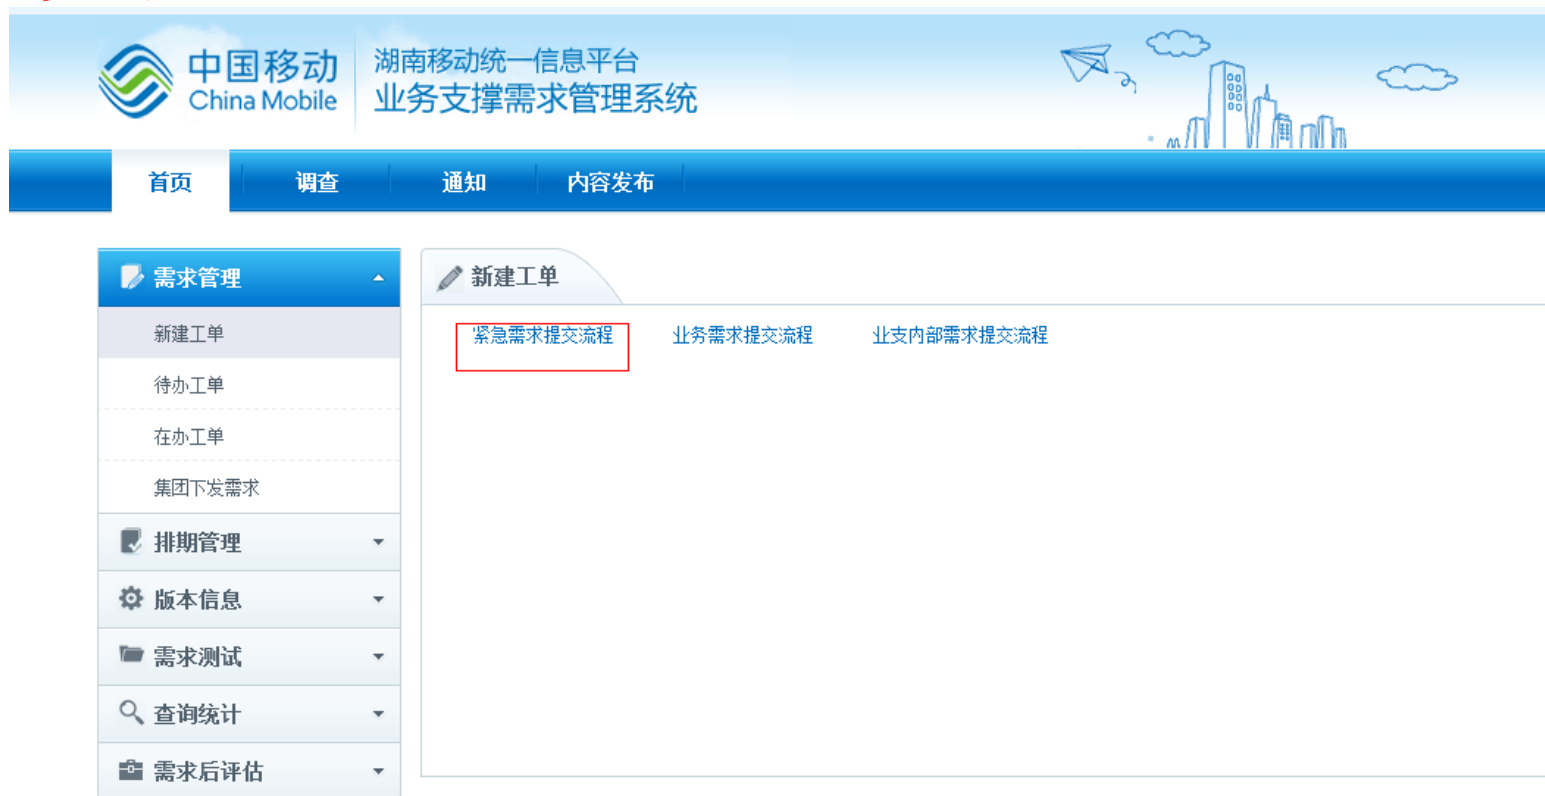 中国移动
China Mobile
湖南移动统一信息平台
业务支撑需求管理系统
首页 调查 通知 内容发布
需求管理
新建工单
待办工单
在办工单
集团下发需求
排期管理
版本信息
需求测试
查询统计
需求后评估
新建工单
紧急需求提交流程 业务需求提交流程 业支内部需求提交流程